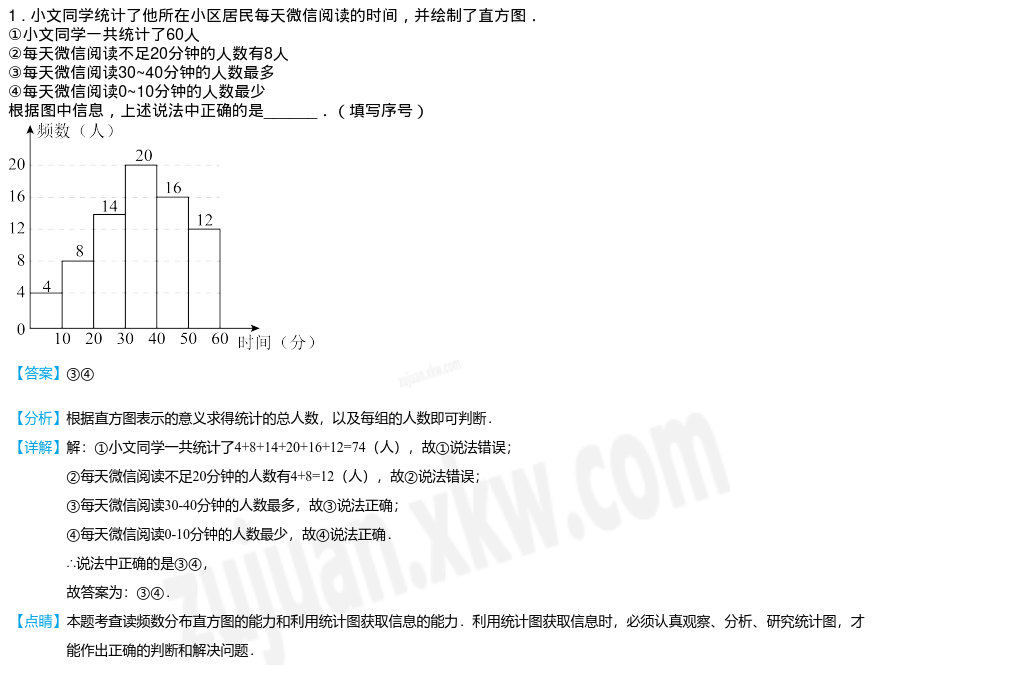 1．小文同学统计了他所在小区居民每天微信阅读的时间，并绘制了直方图．
①小文同学一共统计了60人
②每天微信阅读不足20分钟的人数有8人
③每天微信阅读30~40分钟的人数最多
④每天微信阅读0~10分钟的人数最少
根据图中信息，上述说法中正确的是______．（填写序号）
频数（人）
20
20
16
16
14
12
12
8
8
4
4
0
10 20 30 40 50 60
时间（分）
zujuan.xkw.com
【答案】③④
【分析】根据直方图表示的意义求得统计的总人数，以及每组的人数即可判断．
【详解】解：①小文同学一共统计了4+8+14+20+16+12=74（人），故①说法错误；
②每天微信阅读不足20分钟的人数有4+8=12（人），故②说法错误；
③每天微信阅读30-40分钟的人数最多，故③说法正确；
④每天微信阅读0-10分钟的人数最少，故④说法正确．
∴说法中正确的是③④，
故答案为：③④．
zujuan.xkw.com
【点睛】本题考查读频数分布直方图的能力和利用统计图获取信息的能力．利用统计图获取信息时，必须认真观察、分析、研究统计图，才
能作出正确的判断和解决问题．